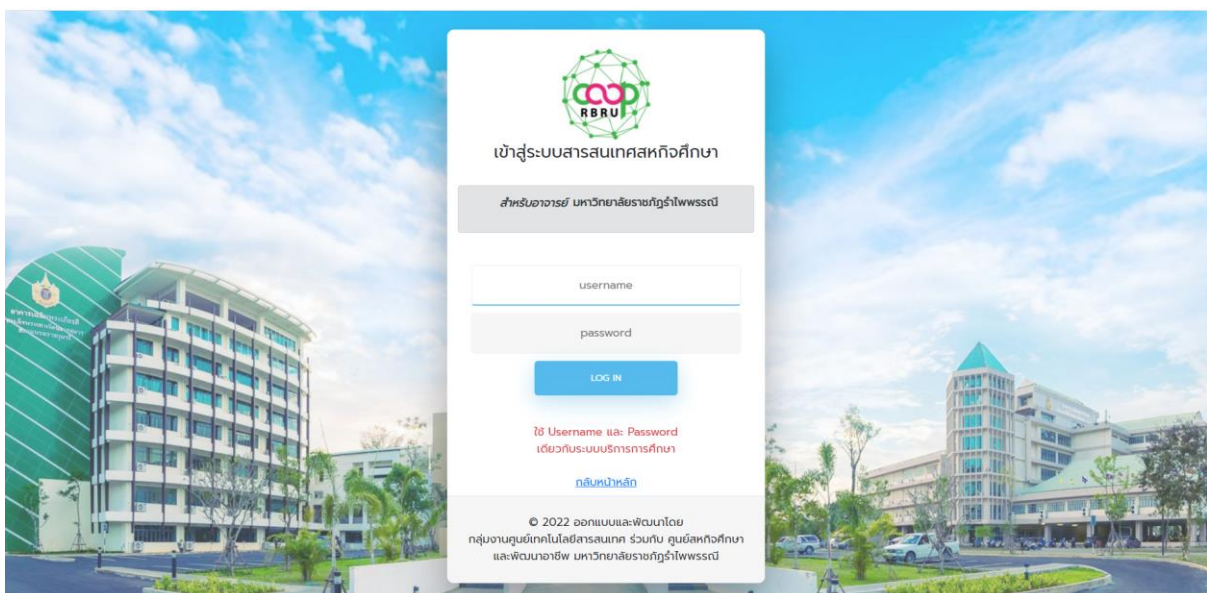 coop
RBRU
เข้าสู่ระบบสารสนเทศสหกิจศึกษา
สำหรับอาจารย์ มหาวิทยาลัยราชภัฏรำไพพรรณี
username
password
LOG IN
ใช้ Username และ Password
เดียวกับระบบบริการการศึกษา
กลับหน้าหลัก
© 2022 ออกแบบและพัฒนาโดย
กลุ่มงานศูนย์เทคโนโลยีสารสนเทศ ร่วมกับ ศูนย์สหกิจศึกษา
และพัฒนาอาชีพ มหาวิทยาลัยราชภัฏรำไพพรรณี